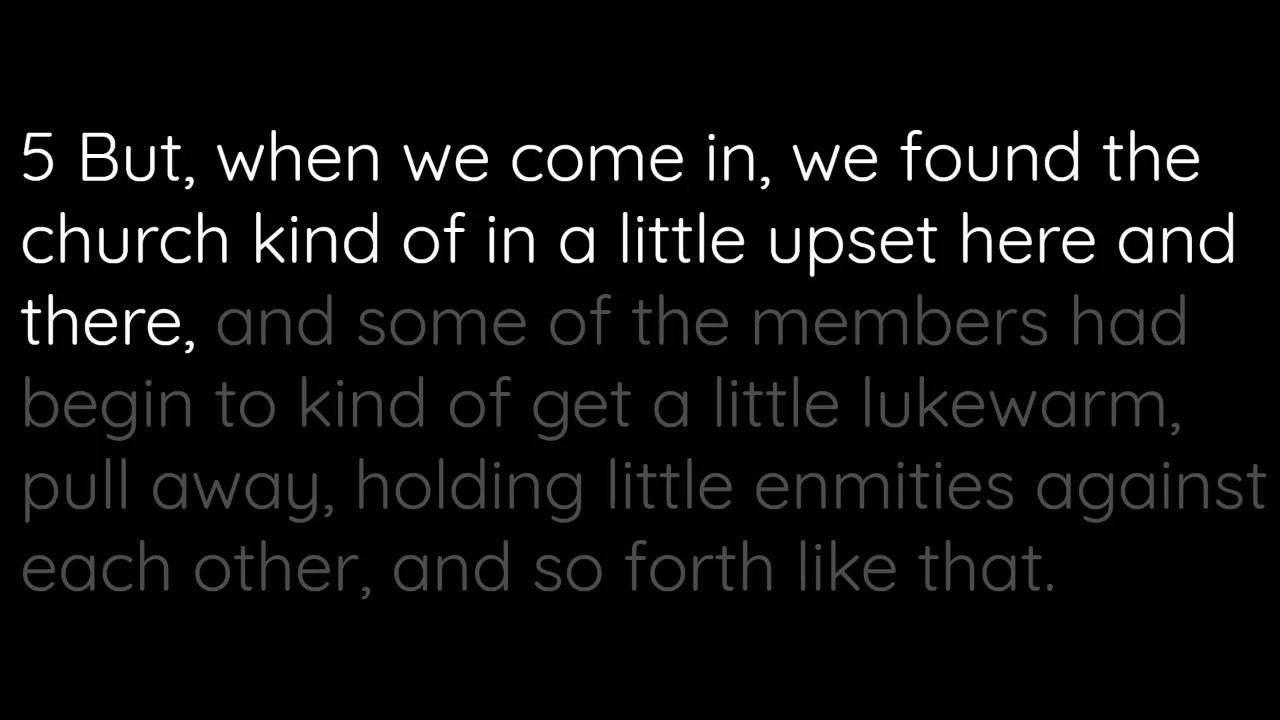 5 But, when we come in, we found the
church kind of in a little upset here and
there, and some of the members had
begin to kind of get a little lukewarm,
pull away, holding little enmities against
each other, and so forth like that.